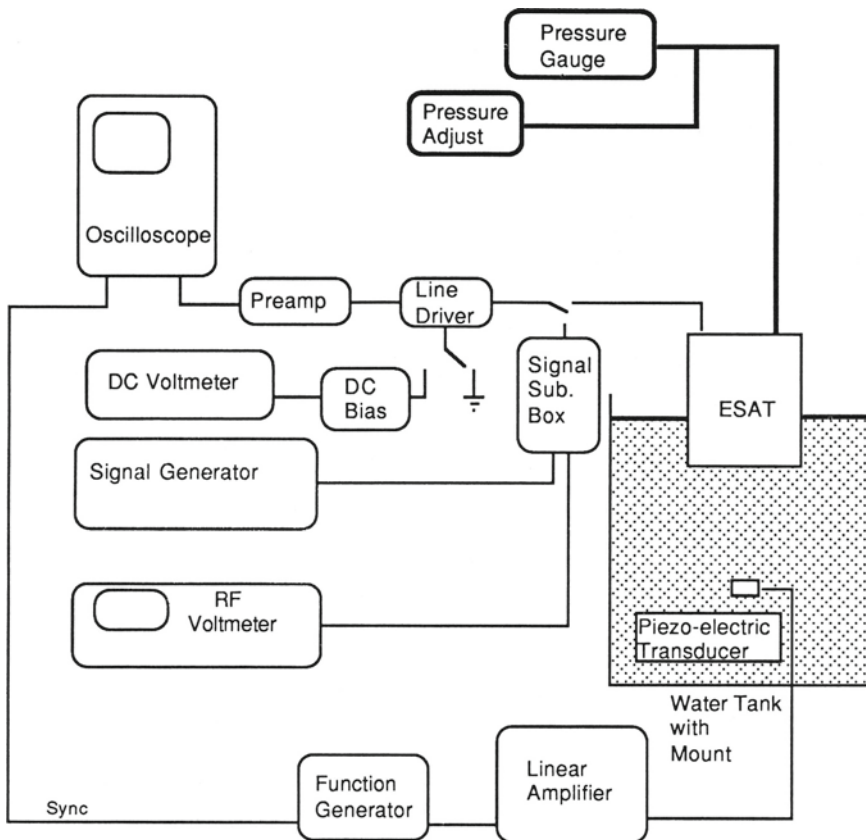 Pressure
Gauge
Pressure
Adjust
Oscilloscope
Preamp
Line
Driver
DC Voltmeter
DC
Bias
Signal
Sub.
Box
ESAT
Signal Generator
RF
Voltmeter
Piezo-electric
Transducer
Water Tank
with
Mount
Function
Generator
Linear
Amplifier
Sync